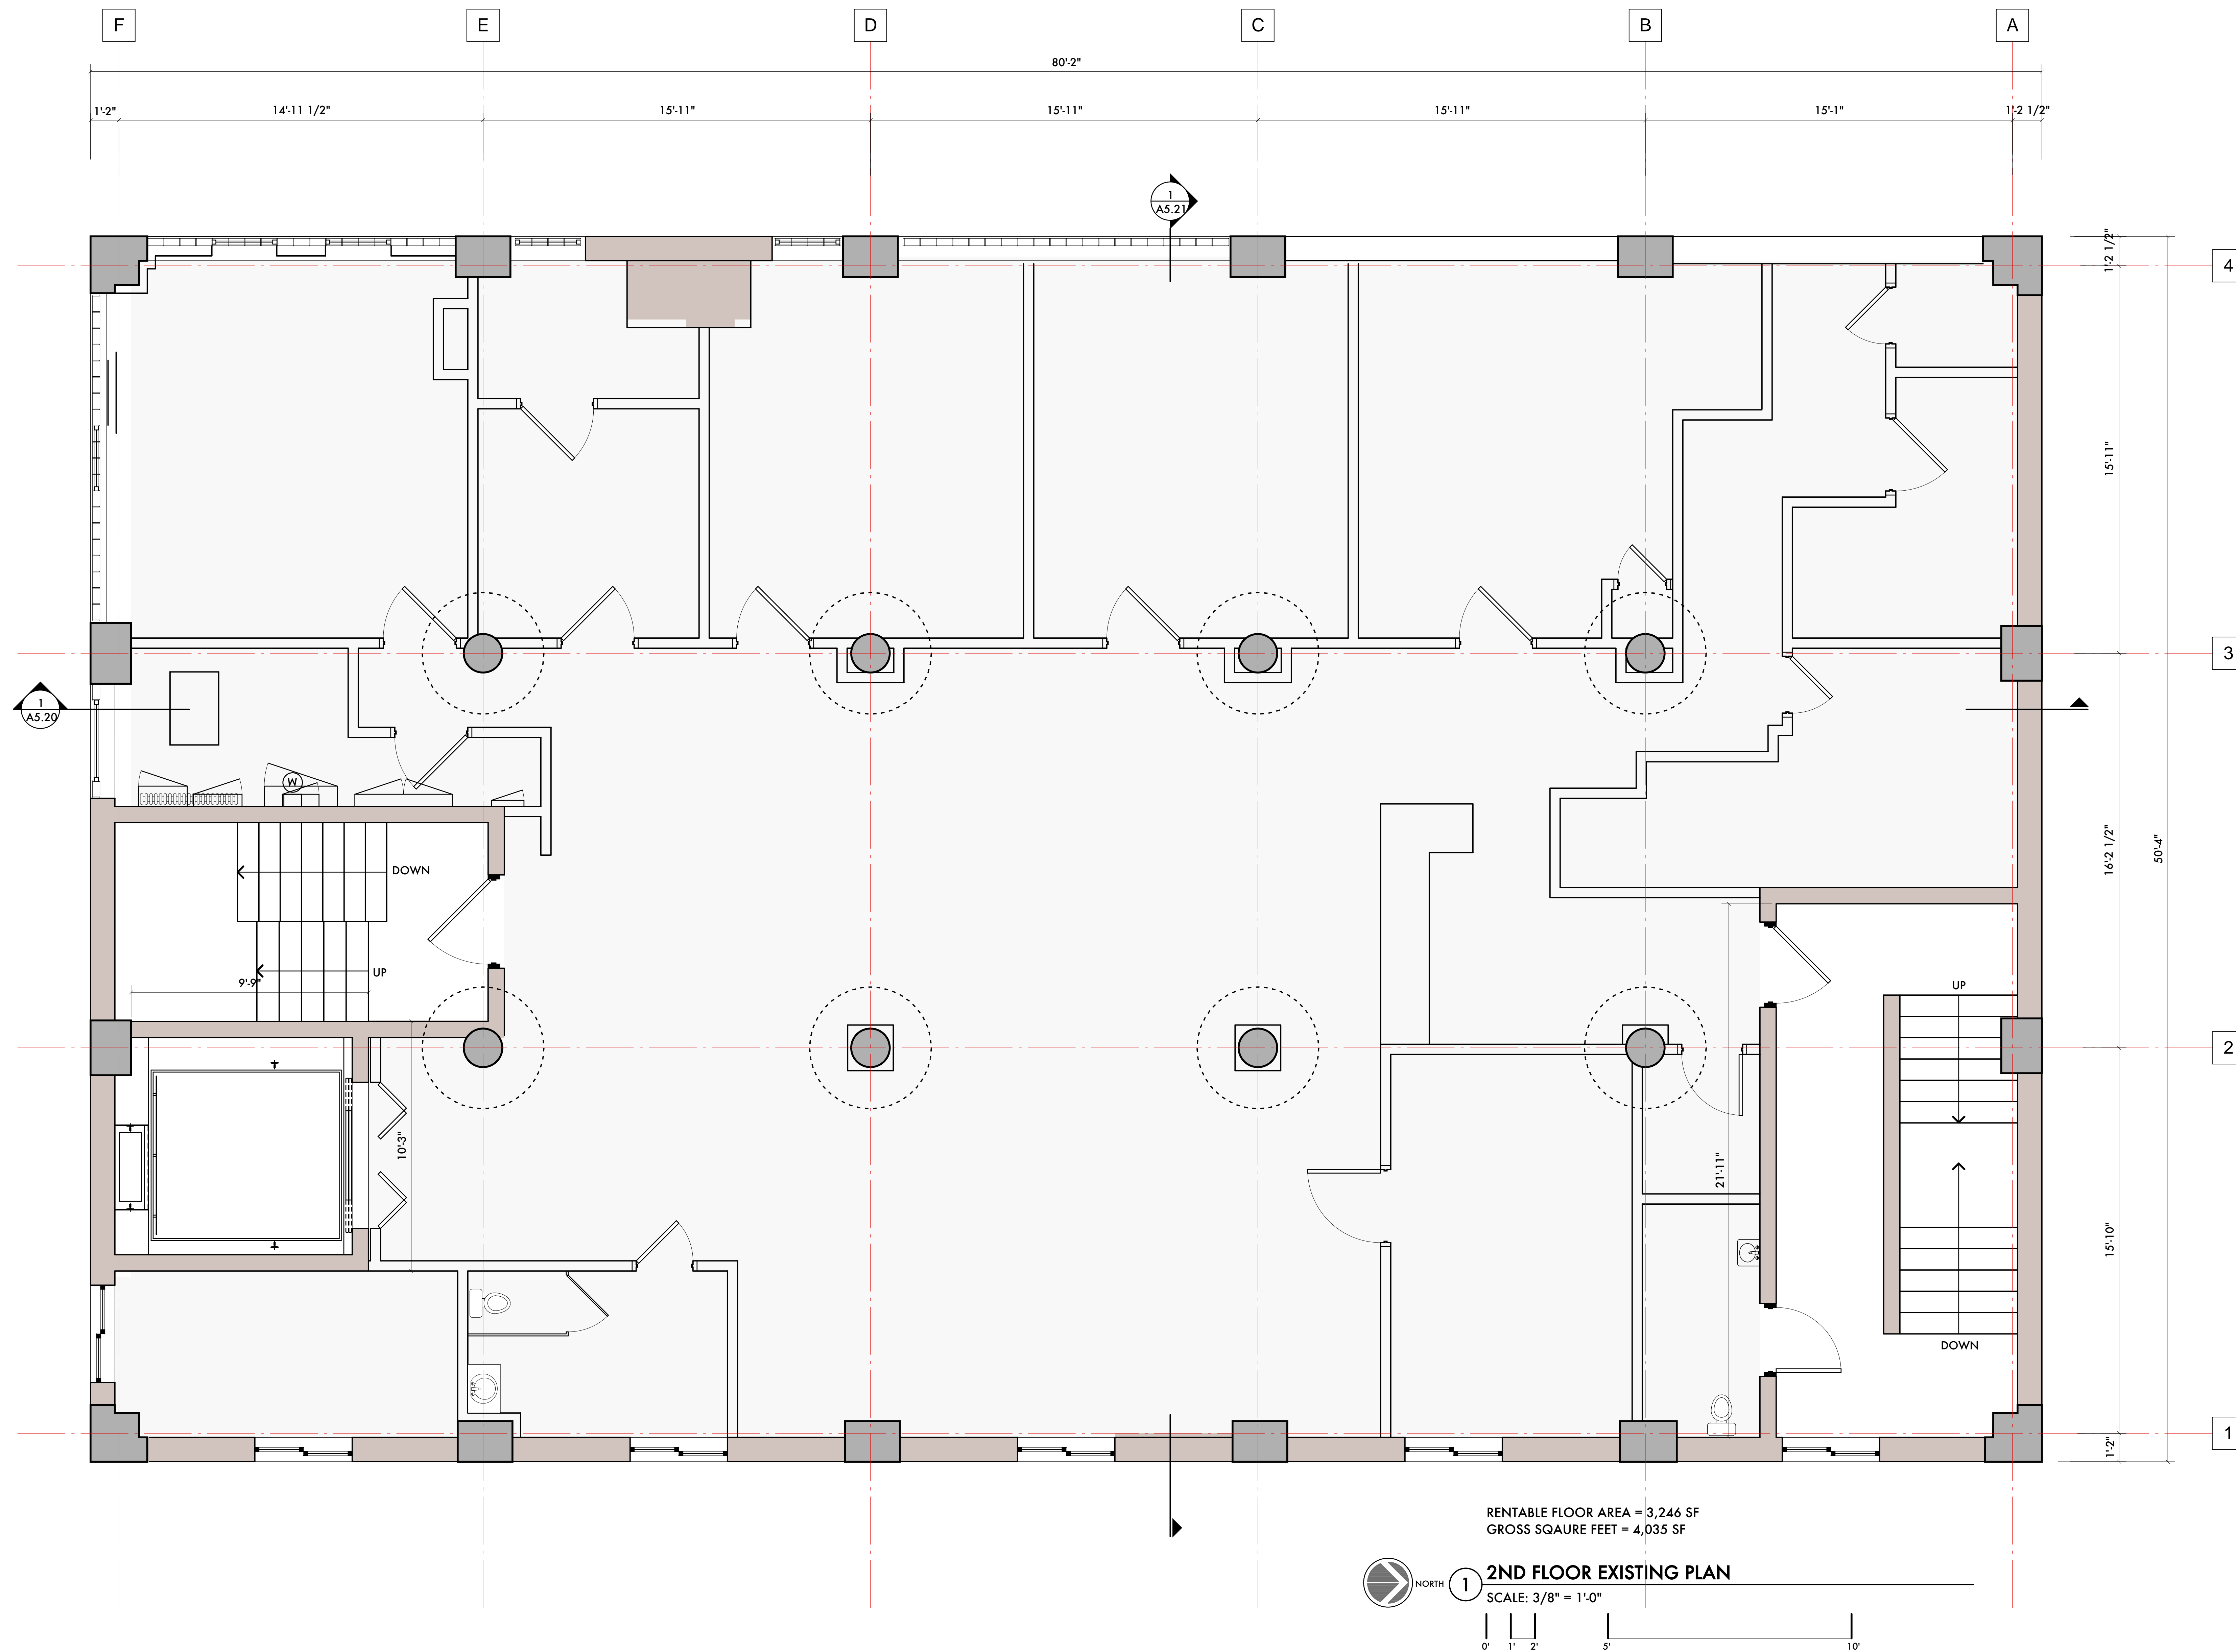 F E D C B A
80'-2"
1'-2" 14'-11 1/2" 15'-11" 15'-11" 15'-11" 15'-1" 1'-2 1/2"
1
A5.21
1'-2 1/2"
4
15'-11"
3
1
A5.20
W
DOWN
16'-2 1/2"
50'-4"
UP
9'-9"
UP
2
10'-3"
21'-11"
15'-10"
DOWN
1
1'-2"
RENTABLE FLOOR AREA = 3,246 SF
GROSS SQAURE FEET = 4,035 SF
NORTH 1 2ND FLOOR EXISTING PLAN
SCALE: 3/8" = 1'-0"
0' 1' 2' 5' 10'